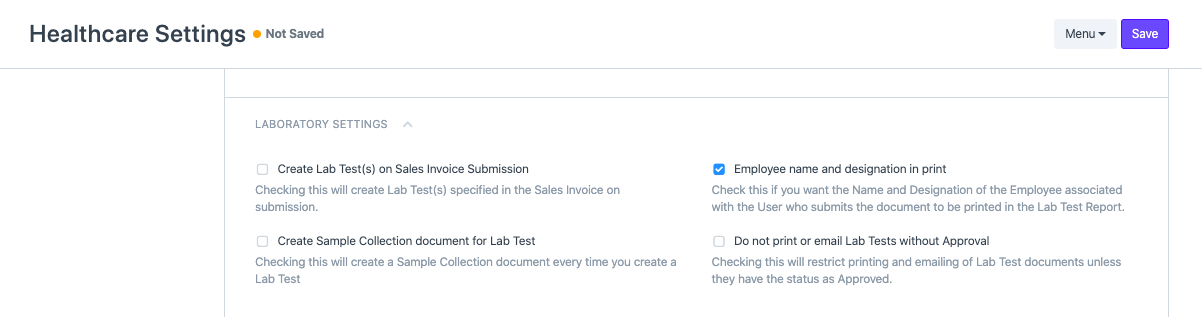 Healthcare Settings Not Saved Menu Save
LABORATORY SETTINGS
Create Lab Test(s) on Sales Invoice Submission
Checking this will create Lab Test(s) specified in the Sales Invoice on
submission.
Create Sample Collection document for Lab Test
Checking this will create a Sample Collection document every time you create a
Lab Test
Employee name and designation in print
Check this if you want the Name and Designation of the Employee associated
with the User who submits the document to be printed in the Lab Test Report.
Do not print or email Lab Tests without Approval
Checking this will restrict printing and emailing of Lab Test documents unless
they have the status as Approved.